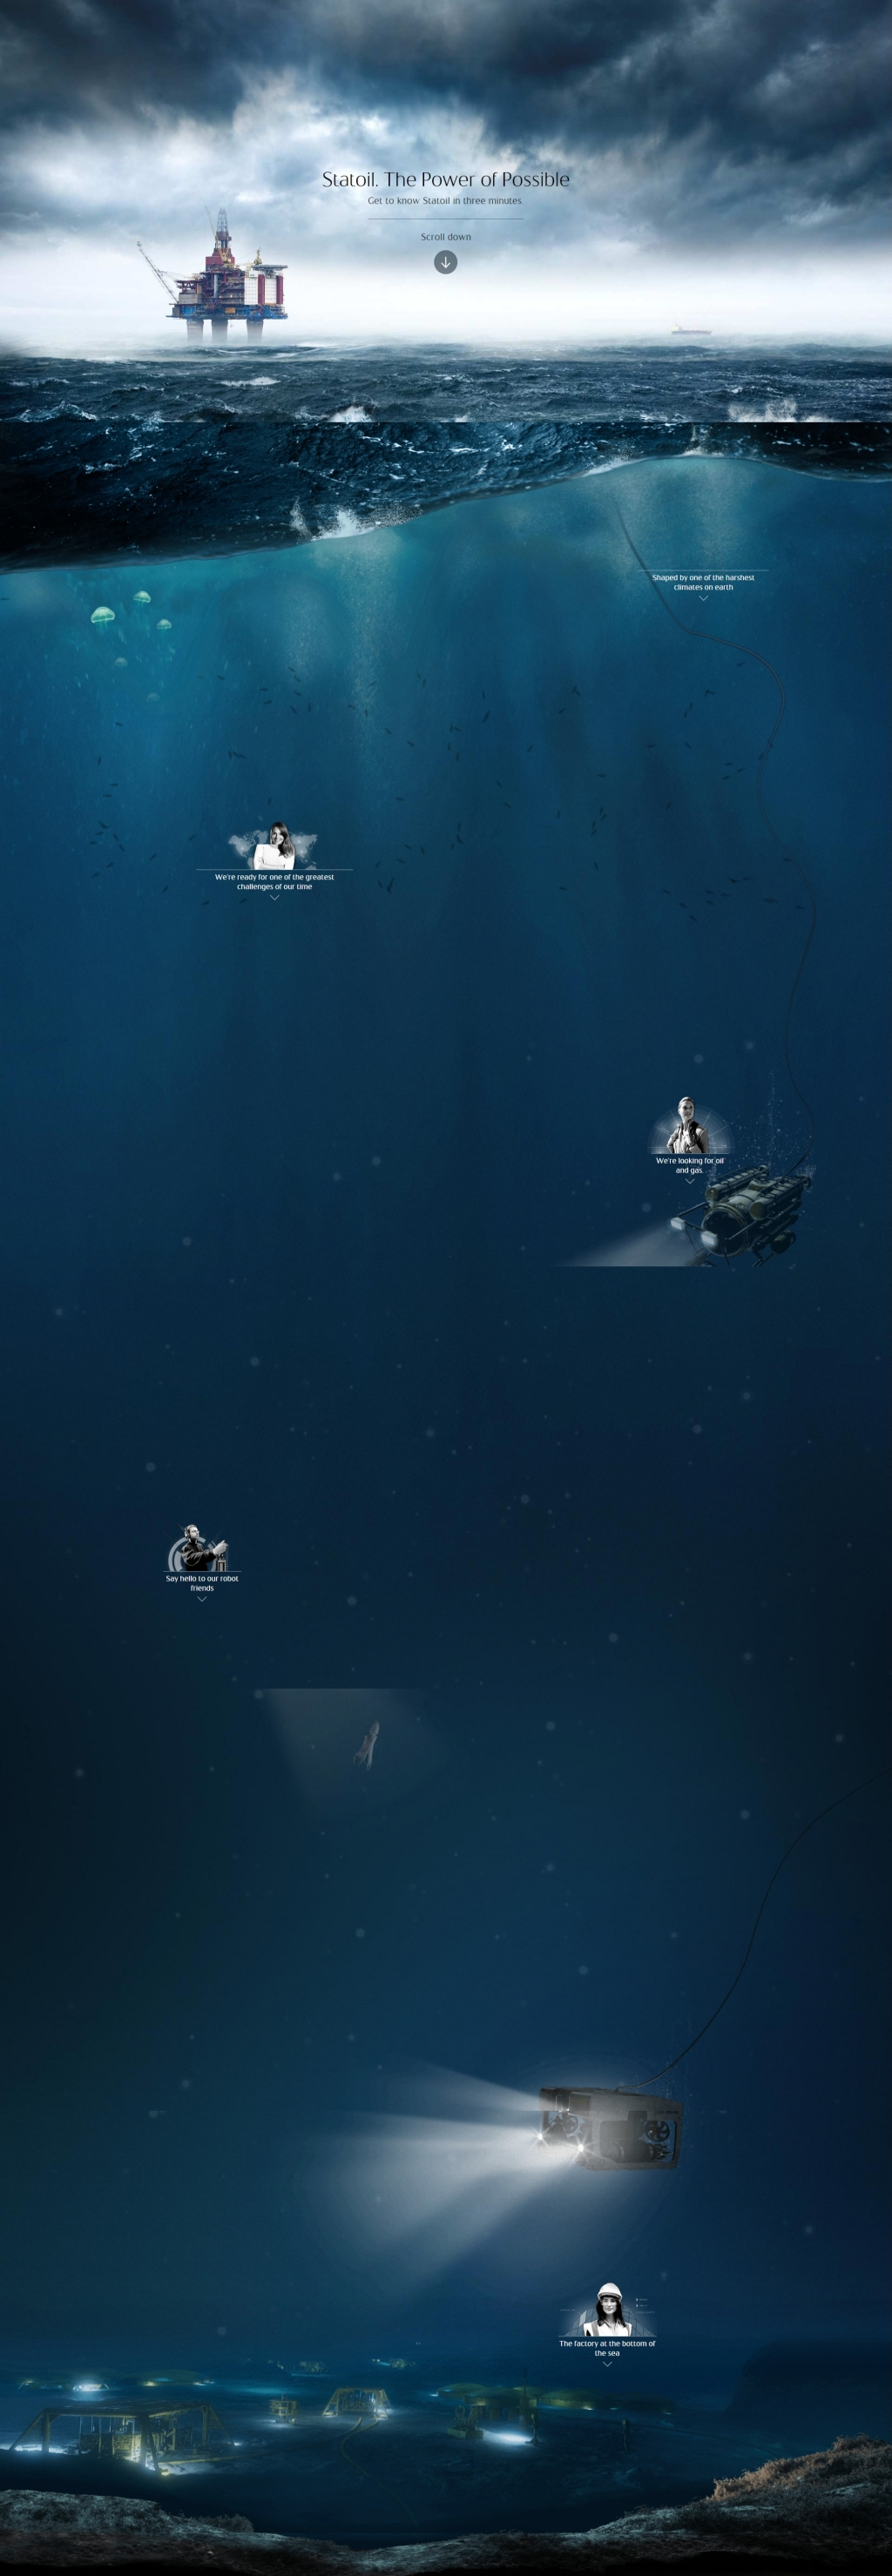 Statoil. The Power of Possible
Get to know Statoil in three minutes.
Scroll down
Shaped by one of the harshest
climates on earth
We're ready for one of the greatest
challenges of our time
We're looking for oil
and gas.
Say hello to our robot
friends
The factory at the bottom of
the sea